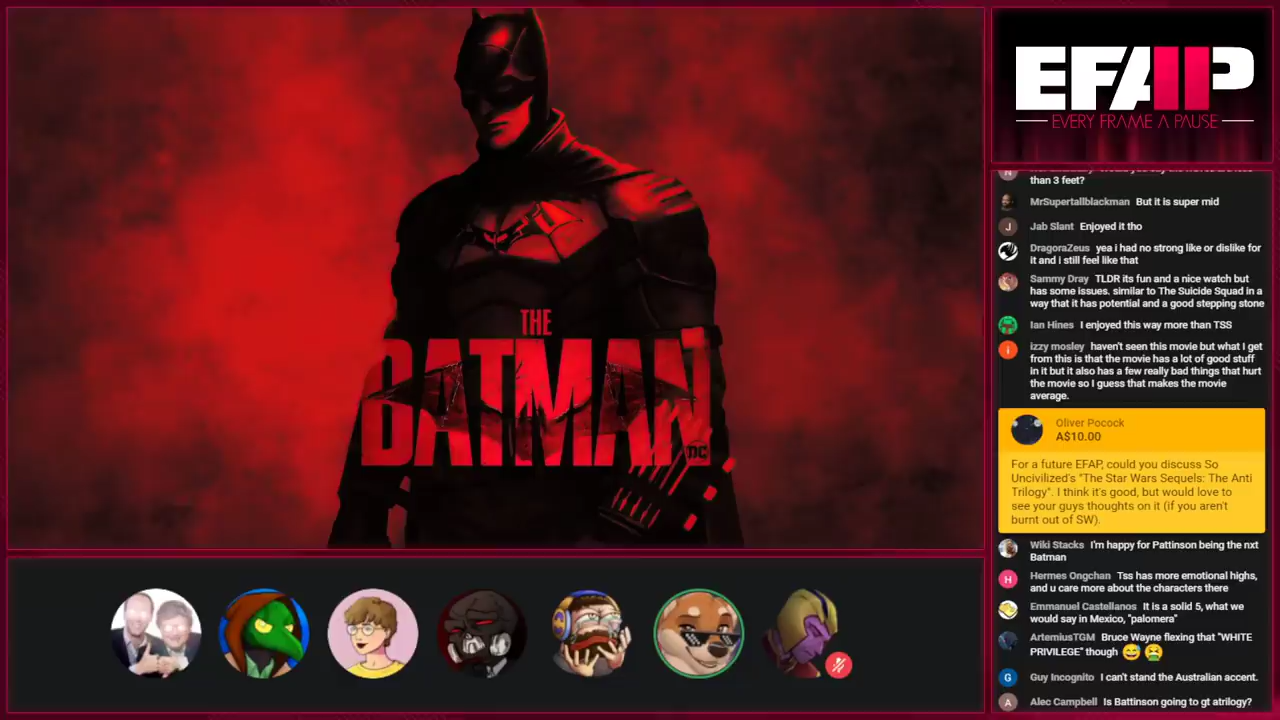 THE
BATMAN
DC
EFAP
EVERY FRAME A PAUSE
than 3 feet?
MrSupertallblackman But it is super mid
J
Jab Slant Enjoyed it tho
DragoraZeus yea i had no strong like or dislike for
it and i still feel like that
Sammy Dray TLDR its fun and a nice watch but
has some issues. similar to The Suicide Squad in a
way that it has potential and a good stepping stone
Ian Hines I enjoyed this way more than TSS
i
izzy mosley haven't seen this movie but what I get
from this is that the movie has a lot of good stuff
in it but it also has a few really bad things that hurt
the movie so I guess that makes the movie
average.
Oliver Pocock
A$10.00
For a future EFAP, could you discuss So
Uncivilized's "The Star Wars Sequels: The Anti
Trilogy". I think it's good, but would love to
see your guys thoughts on it (if you aren't
burnt out of SW).
Wiki Stacks I'm happy for Pattinson being the nxt
Batman
H
Hermes Ongchan Tss has more emotional highs,
and u care more about the characters there
Emmanuel Castellanos It is a solid 5, what we
would say in Mexico, "palomera"
ArtemiusTGM Bruce Wayne flexing that "WHITE
PRIVILEGE" though 😅 🤮
G
Guy Incognito I can't stand the Australian accent.
A
Alec Campbell Is Battinson going to gt atrilogy?